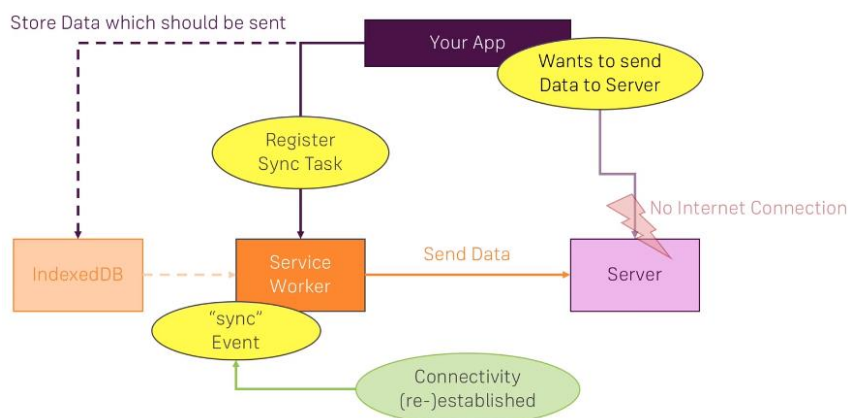 Store Data which should be sent
Your App
Wants to send
Data to Server
Register
Sync Task
No Internet Connection
IndexedDB
Service
Worker
Send Data
Server
“sync”
Event
Connectivity
(re-)established